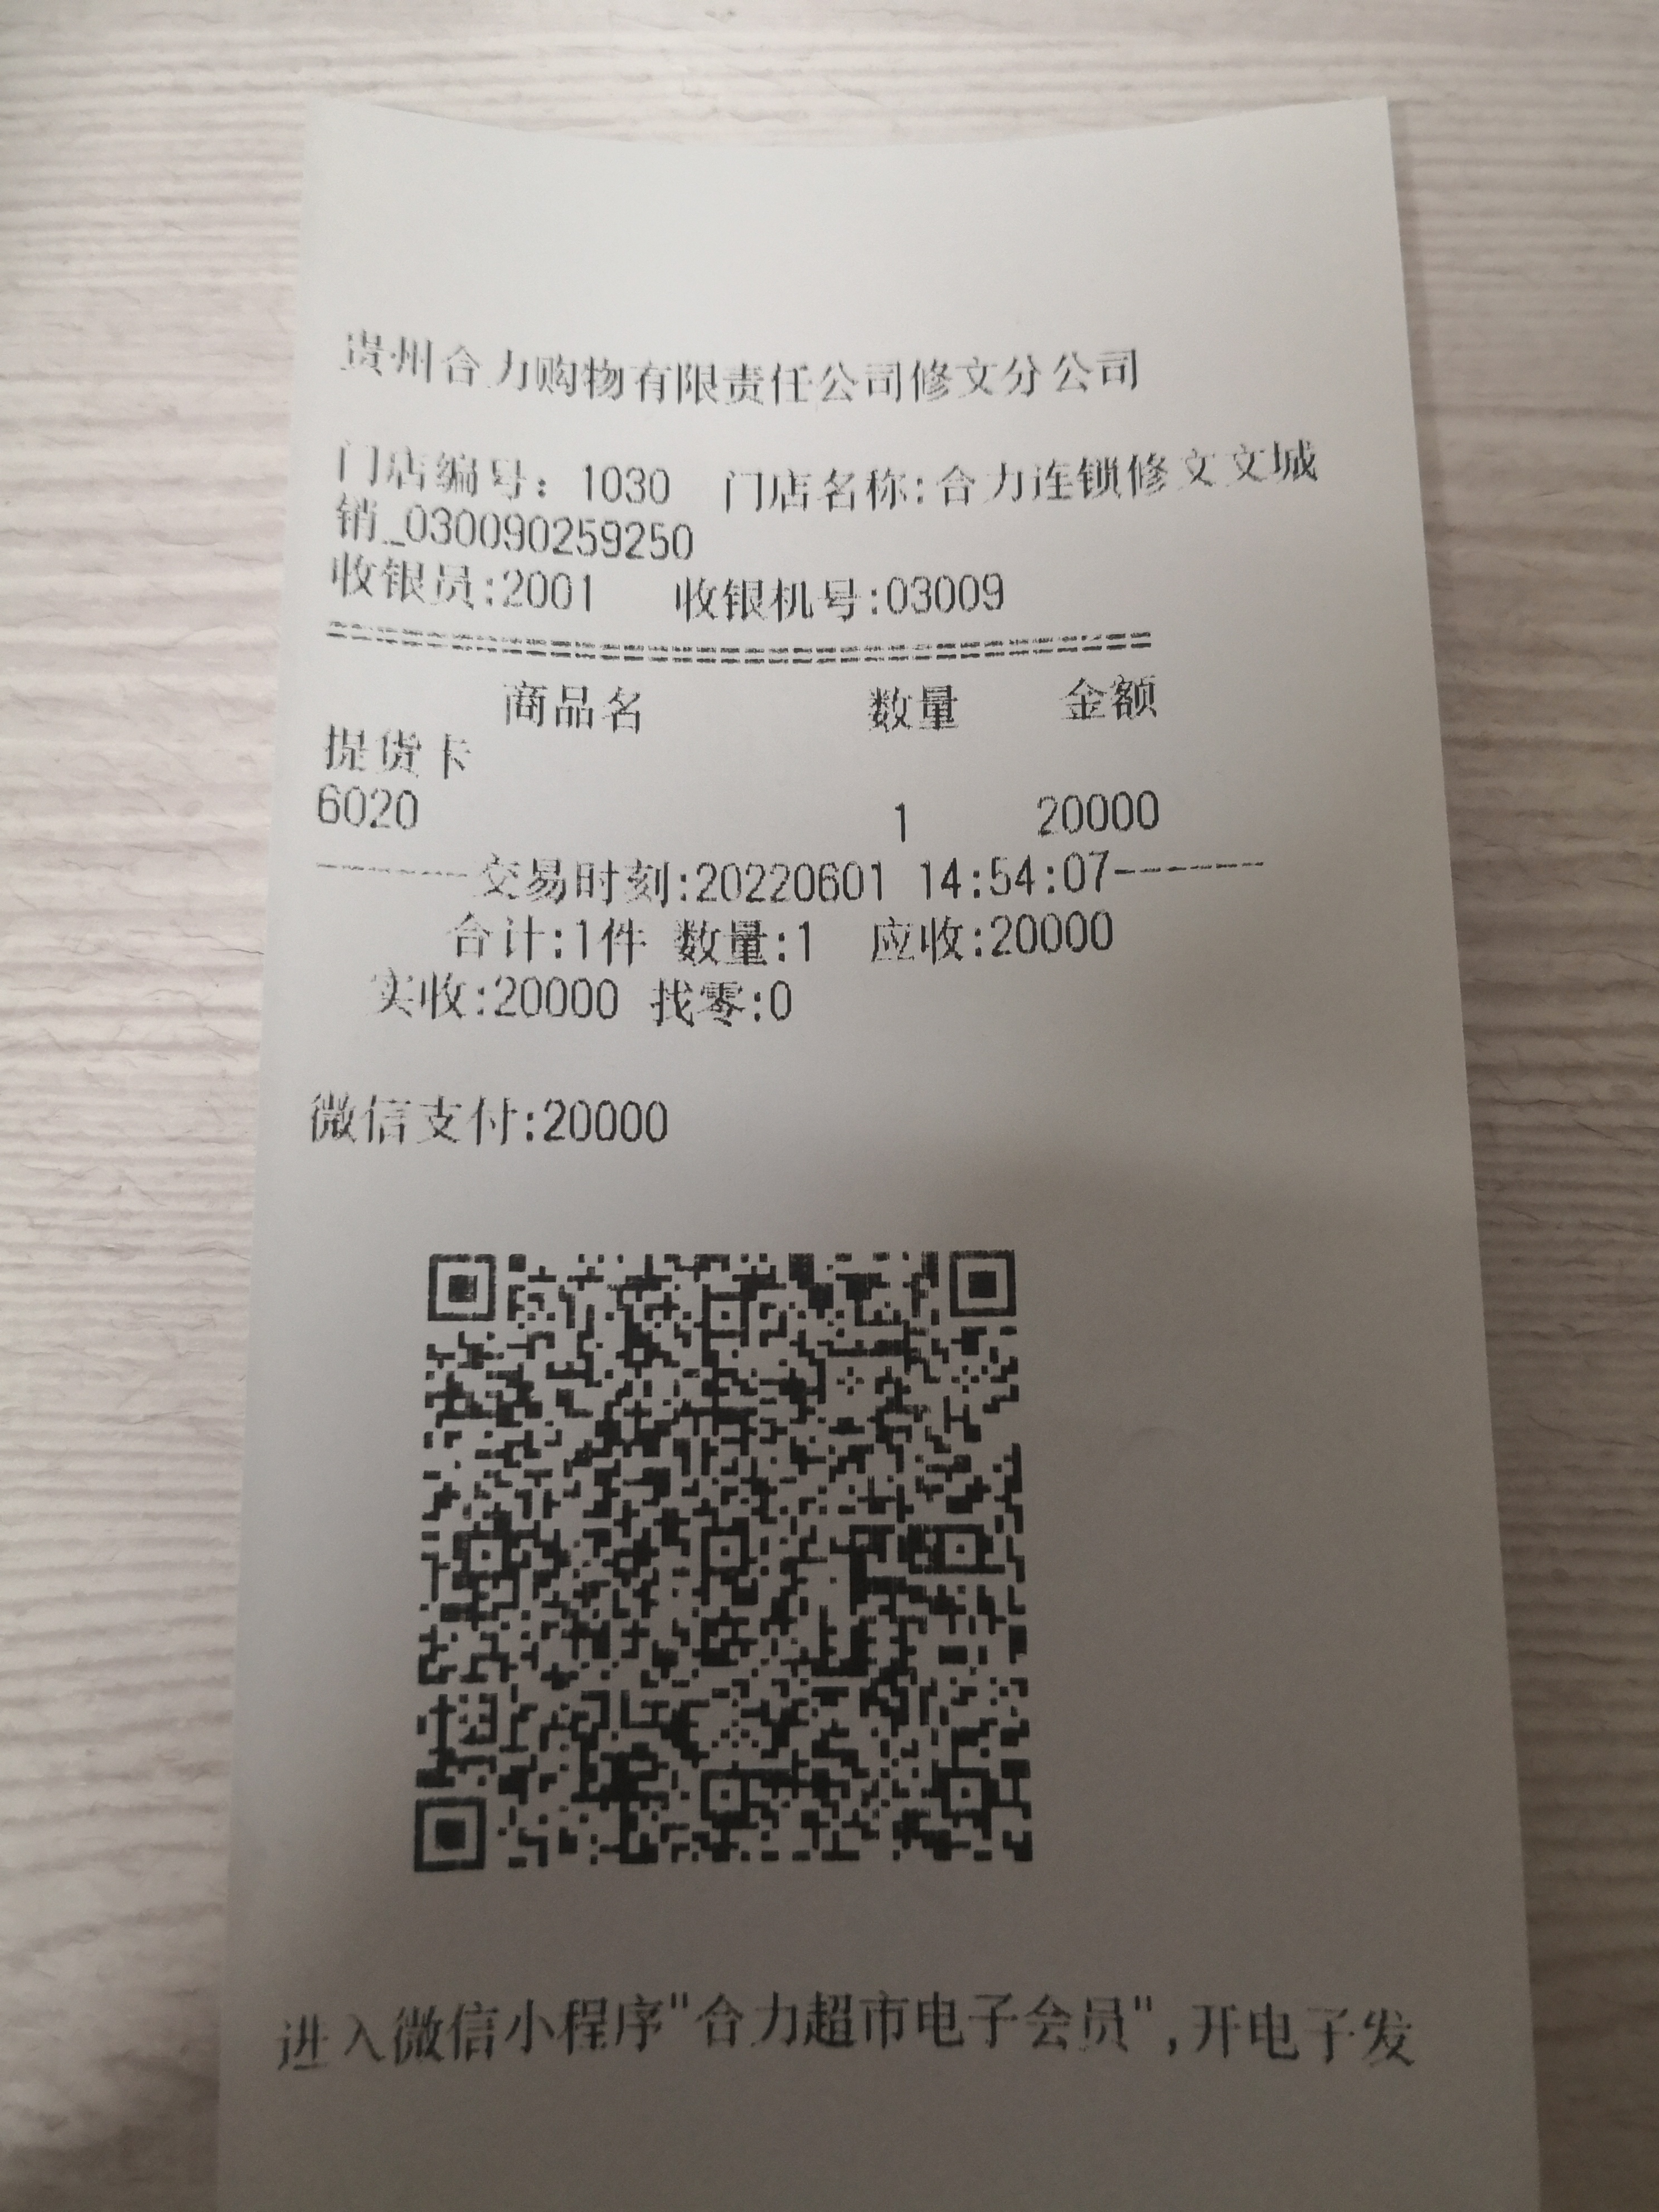 贵州合力购物有限责任公司修文分公司
门店编号：1030 门店名称:合力连锁修文文城
销_030090259250
收银员:2001 收银机号:03009
================================
商品名 数量 金额
提货卡
6020 1 20000
-------交易时刻:20220601 14:54:07-------
合计:1件 数量:1 应收:20000
实收:20000 找零:0
微信支付:20000
进入微信小程序"合力超市电子会员",开电子发